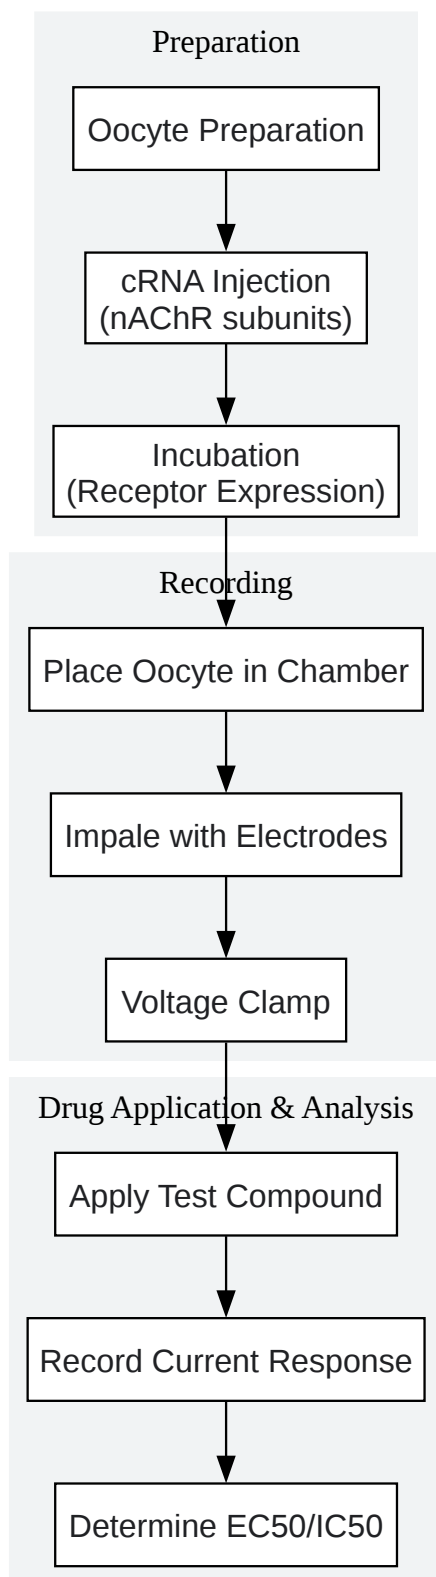 Preparation
Oocyte Preparation
cRNA Injection
(nAChR subunits)
Incubation
(Receptor Expression)
Recording
Place Oocyte in Chamber
Impale with Electrodes
Voltage Clamp
Drug Application & Analysis
Apply Test Compound
Record Current Response
Determine EC50/IC50